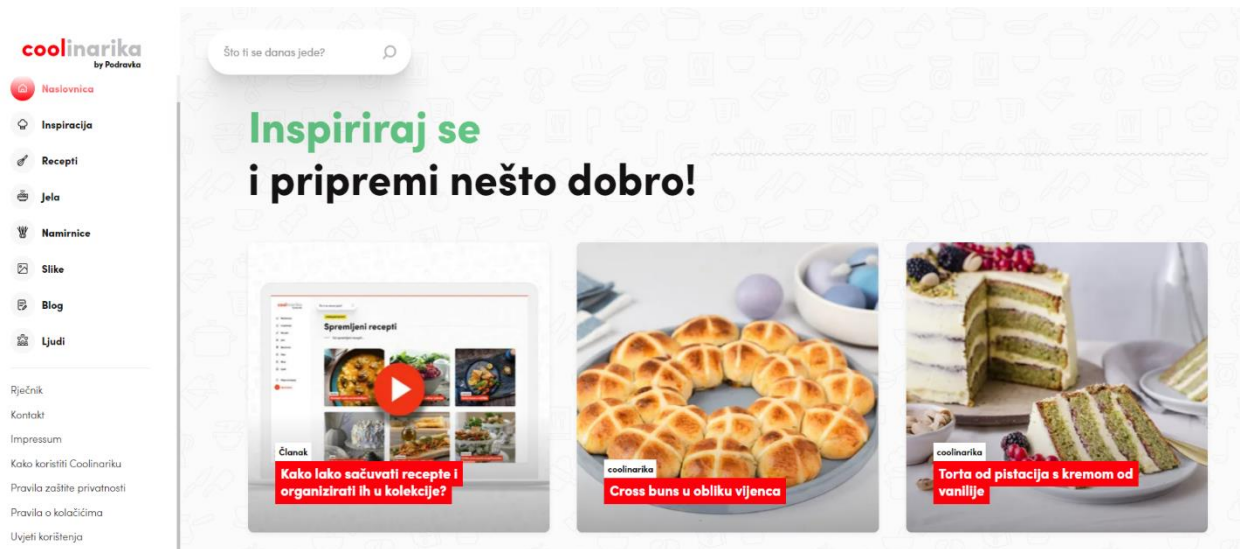 coolinarika
by Podravka
Naslovnica
Inspiracija
Recepti
Jela
Namirnice
Slike
Blog
Ljudi
Rječnik
Kontakt
Impressum
Kako koristiti Coolinariku
Pravila zaštite privatnosti
Pravila o kolačićima
Uvjeti korištenja
Što ti se danas jede?
Inspiriraj se
i pripremi nešto dobro!
Spremljeni recepti
Članak
Kako lako sačuvati recepte i
organizirati ih u kolekcije?
coolinarika
Cross buns u obliku vijenca
coolinarika
Torta od pistacija s kremom od
vanilije